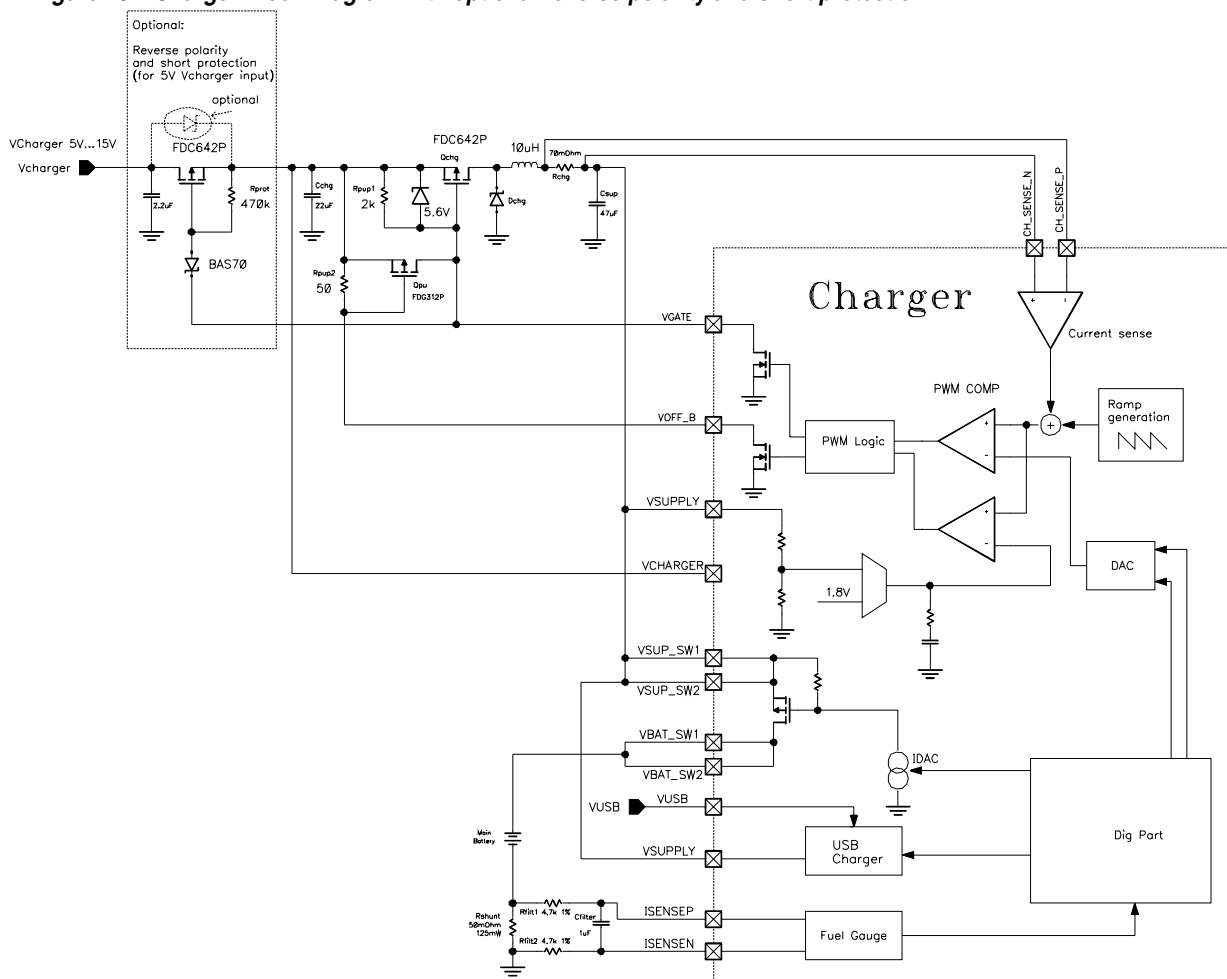 Optional:
Reverse polarity
and short protection
(for 5V Vcharger input)
optional
FDC642P
VCharger 5V...15V
Vcharger
2.2uF
Rprot
470k
BAS70
Cchg
22uF
Rpup1
2k
5.6V
FDC642P
Qchg
Dchg
10uH
70mOhm
Rchg
Csup
47uF
Rpup2
50
Qpu
FDG312P
CH_SENSE_N
CH_SENSE_P
Charger
Current sense
VGATE
PWM COMP
Ramp
generation
PWM Logic
VOFF_B
VSUPPLY
VCHARGER
1.8V
DAC
VSUP_SW1
VSUP_SW2
VBAT_SW1
VBAT_SW2
IDAC
VUSB
VUSB
Dig Part
Main
Battery
VSUPPLY
USB
Charger
Rshunt
50mOhm
125mW
Rfilt1 4.7k 1%
Rfilt2 4.7k 1%
Cfilter
1uF
ISENSEP
ISENSEN
Fuel Gauge